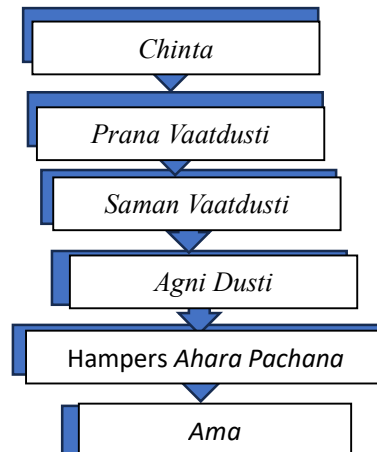 Chinta
Prana Vaatdusti
Saman Vaatdusti
Agni Dusti
Hampers Ahara Pachana
Ama